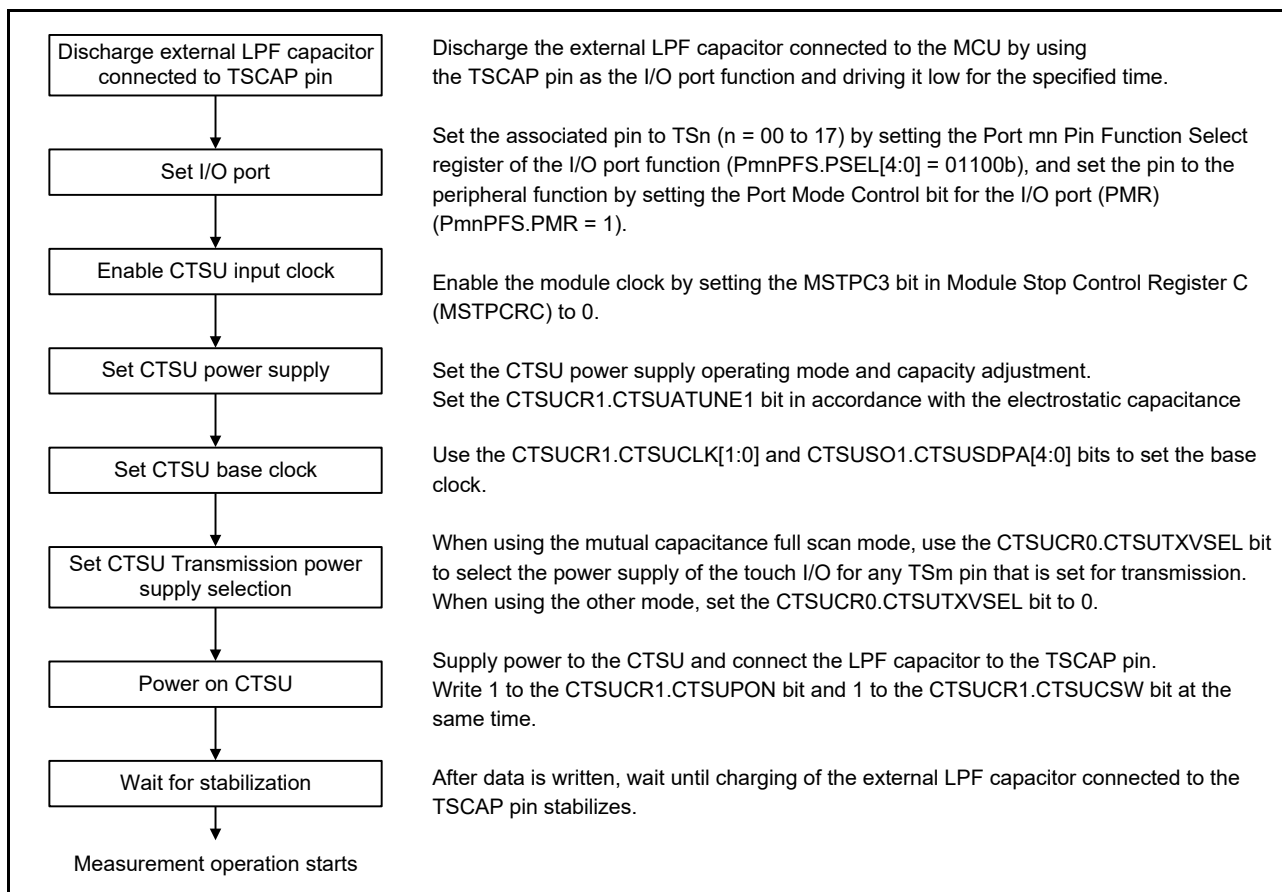 Discharge external LPF capacitor
connected to TSCAP pin
Discharge the external LPF capacitor connected to the MCU by using
the TSCAP pin as the I/O port function and driving it low for the specified time.
Set I/O port
Set the associated pin to TSn (n = 00 to 17) by setting the Port mn Pin Function Select
register of the I/O port function (PmnPFS.PSEL[4:0] = 01100b), and set the pin to the
peripheral function by setting the Port Mode Control bit for the I/O port (PMR)
(PmnPFS.PMR = 1).
Enable CTSU input clock
Enable the module clock by setting the MSTPC3 bit in Module Stop Control Register C
(MSTPCRC) to 0.
Set CTSU power supply
Set the CTSU power supply operating mode and capacity adjustment.
Set the CTSUCR1.CTSUATUNE1 bit in accordance with the electrostatic capacitance
Set CTSU base clock
Use the CTSUCR1.CTSUCLK[1:0] and CTSUSO1.CTSUSDPA[4:0] bits to set the base
clock.
Set CTSU Transmission power
supply selection
When using the mutual capacitance full scan mode, use the CTSUCR0.CTSUTXVSEL bit
to select the power supply of the touch I/O for any TSm pin that is set for transmission.
When using the other mode, set the CTSUCR0.CTSUTXVSEL bit to 0.
Power on CTSU
Supply power to the CTSU and connect the LPF capacitor to the TSCAP pin.
Write 1 to the CTSUCR1.CTSUPON bit and 1 to the CTSUCR1.CTSUCSW bit at the
same time.
Wait for stabilization
After data is written, wait until charging of the external LPF capacitor connected to the
TSCAP pin stabilizes.
Measurement operation starts